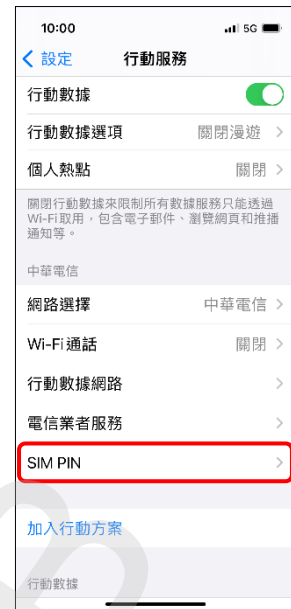 10:00
5G
設定
行動服務
行動數據
行動數據選項
關閉漫遊
個人熱點
關閉
關閉行動數據來限制所有數據服務只能透過
Wi-Fi取用，包含電子郵件、瀏覽網頁和推播
通知等。
中華電信
網路選擇
中華電信
Wi-Fi 通話
關閉
行動數據網路
電信業者服務
SIM PIN
加入行動方案
行動數據